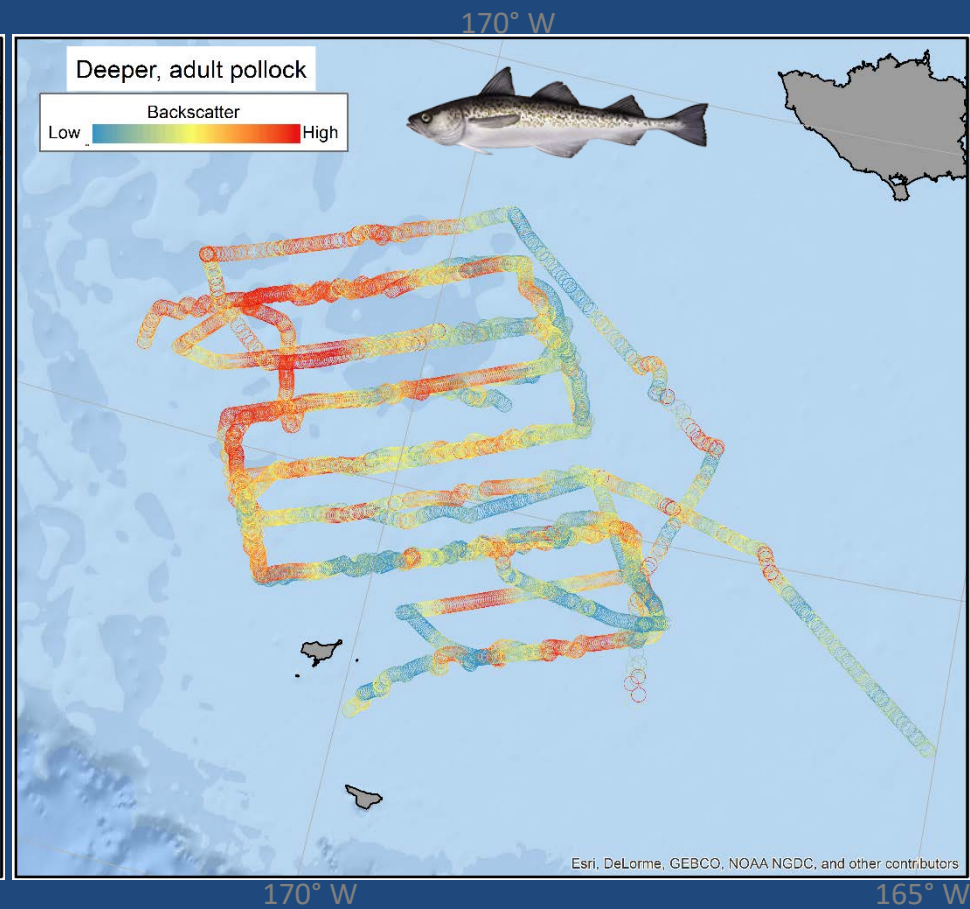 170° W
Deeper, adult pollock
Backscatter
Low High
Esri, DeLorme, GEBCO, NOAA NGDC, and other contributors
170° W 165° W